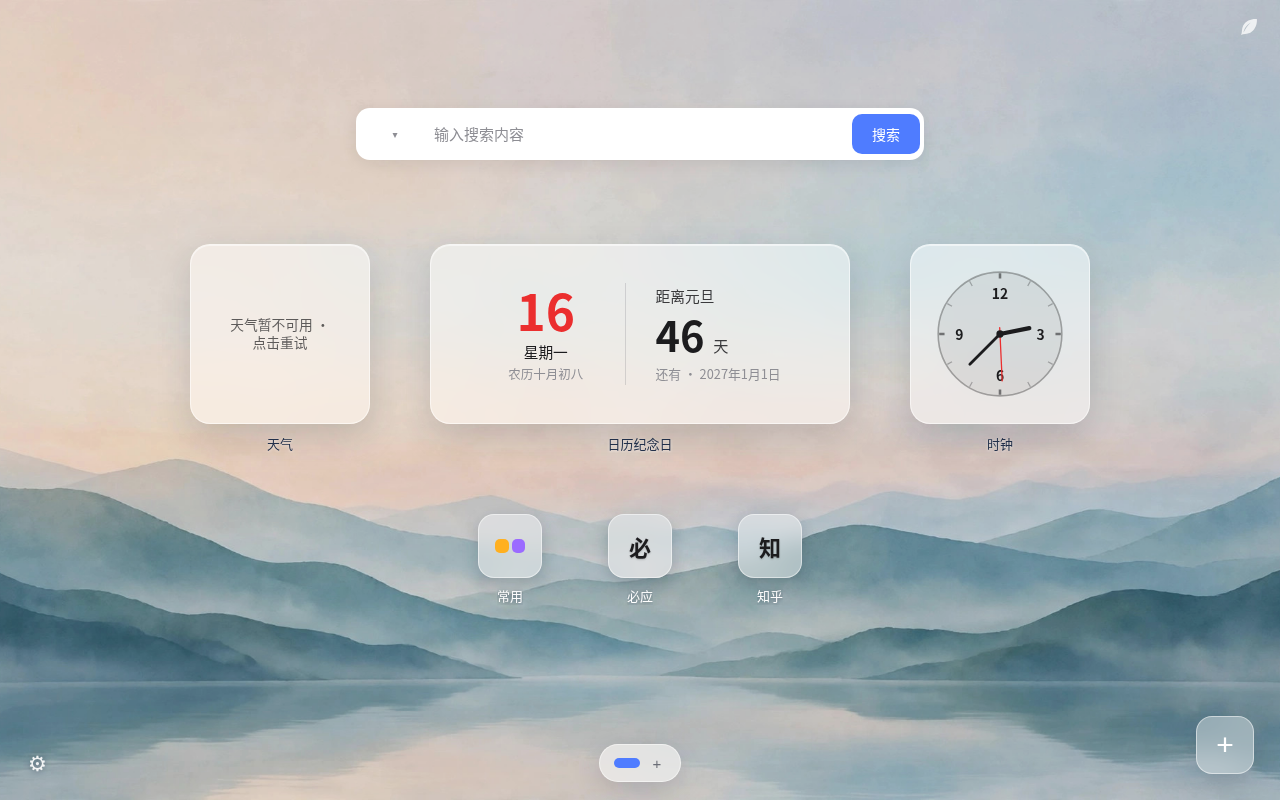 ▾ 输入搜索内容 搜索
天气暂不可用 ·
点击重试
天气
16
星期一
农历十月初八
距离元旦
46 天
还有 · 2027年1月1日
日历纪念日
12
9 3
6
时钟
常用
必 必应
知 知乎
+
+